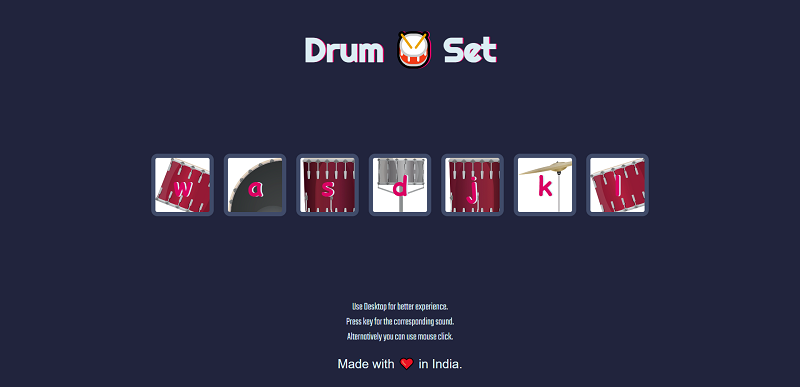 Drum 🥁 Set
w a s d j k l
Use Desktop for better experience.
Press key for the corresponding sound.
Alternatively you can use mouse click.
Made with ❤️ in India.